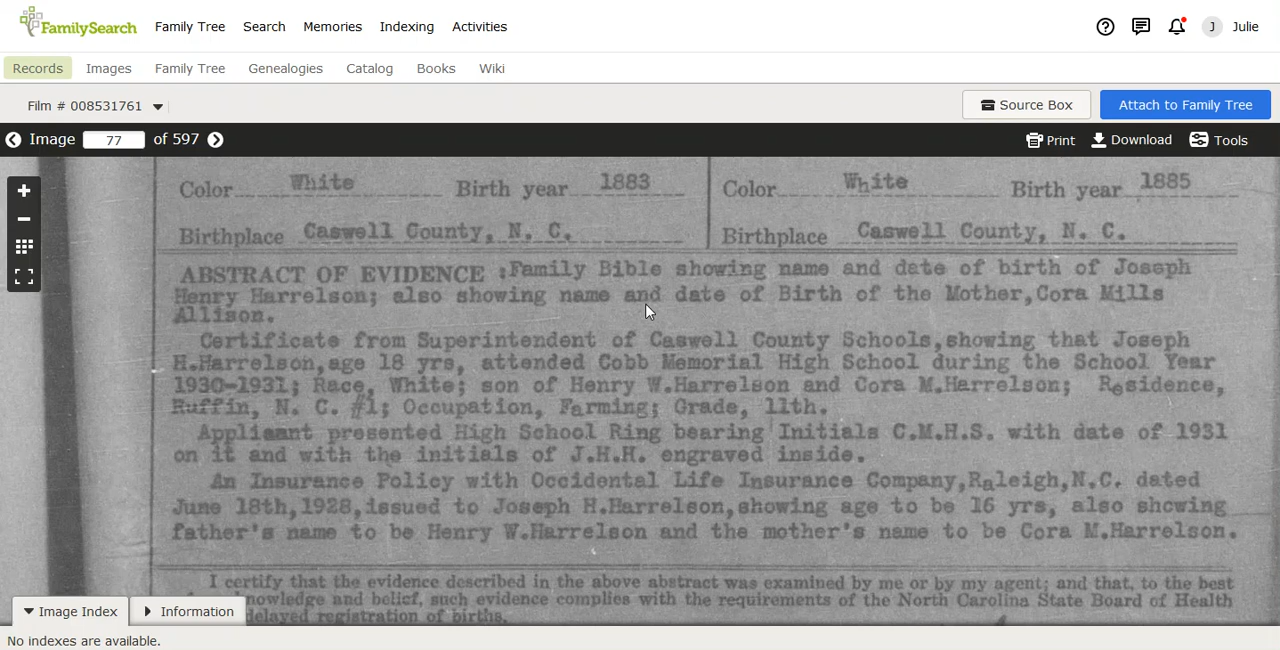 FamilySearch Family Tree Search Memories Indexing Activities J Julie
Records Images Family Tree Genealogies Catalog Books Wiki
Film # 008531761 Source Box Attach to Family Tree
Image 77 of 597 Print Download Tools
Color White Birth year 1883 Color White Birth year 1885
Birthplace Caswell County, N. C. Birthplace Caswell County, N. C.
ABSTRACT OF EVIDENCE :Family Bible showing name and date of birth of Joseph
Henry Harrelson; also showing name and date of Birth of the Mother,Cora Mills
Allison.
Certificate from Superintendent of Caswell County Schools,showing that Joseph
H.Harrelson,age 18 yrs, attended Cobb Memorial High School during the School Year
1930-1931; Race, White; son of Henry W.Harrelson and Cora M.Harrelson; Residence,
Ruffin, N. C. #1; Occupation, Farming; Grade, 11th.
Appliaant presented High School Ring bearing Initials C.M.H.S. with date of 1931
on it and with the initials of J.H.H. engraved inside.
An Insurance Policy with Occidental Life Insurance Company,Raleigh,N.C. dated
June 18th,1928,issued to Joseph H.Harrelson,showing age to be 16 yrs, also showing
father's name to be Henry W.Harrelson and the mother's name to be Cora M.Harrelson.
I certify that the evidence described in the above abstract was examined by me or by my agent; and that, to the best
nowledge and belief, such evidence complies with the requirements of the North Carolina State Board of Health
delayed registration of births.
Image Index Information
No indexes are available.